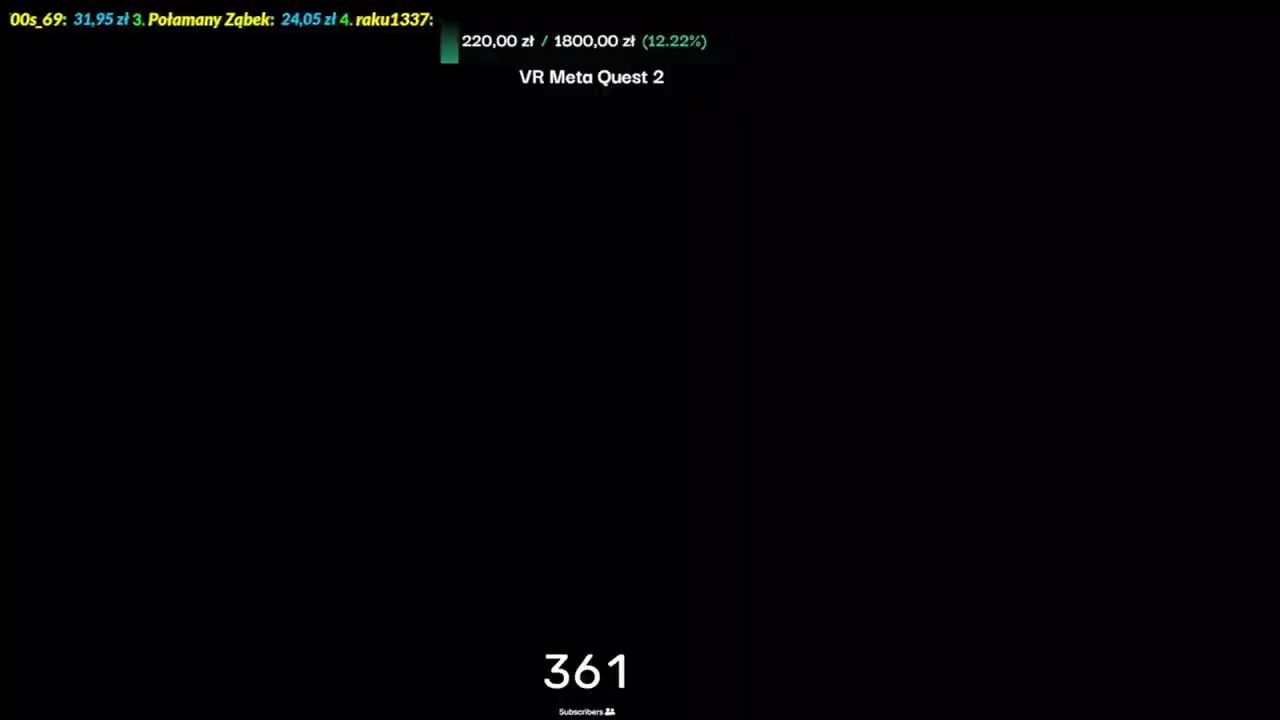 00s_69: 31,95 zł 3. Połamany Ząbek: 24,05 zł 4. raku1337:
220,00 zł / 1800,00 zł (12.22%)
VR Meta Quest 2
361
Subscribers